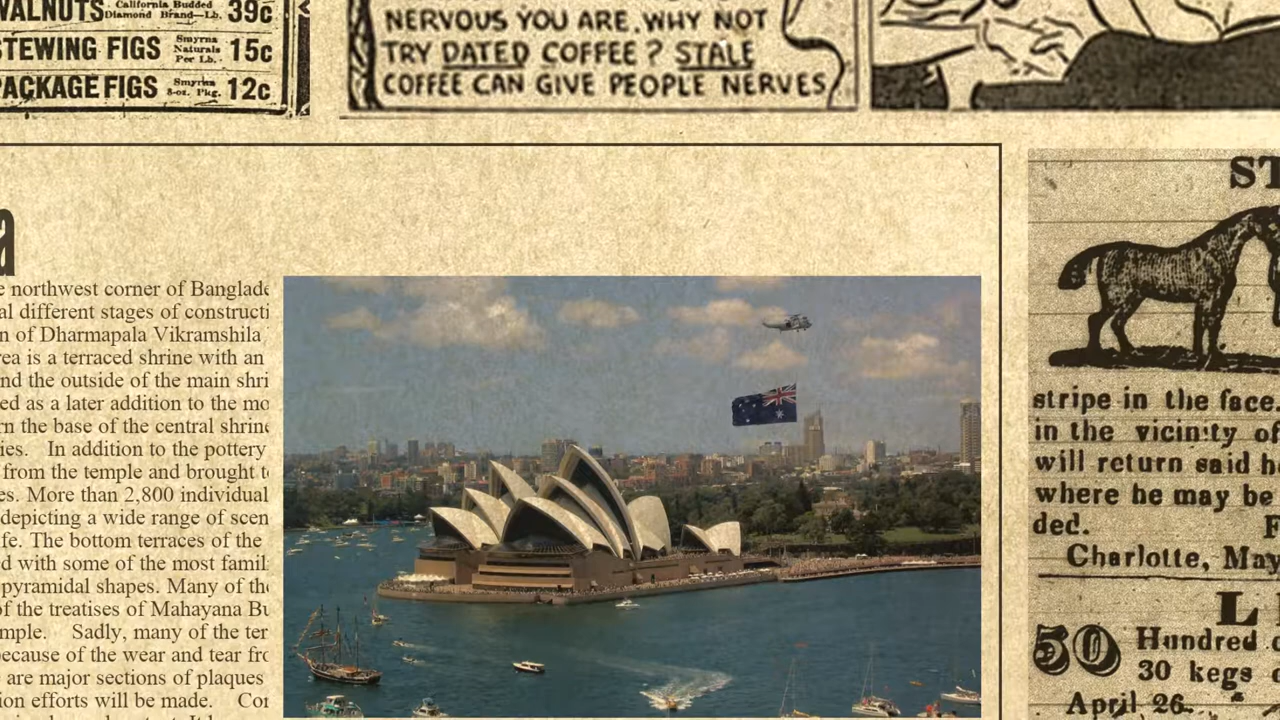 WALNUTS California Budded Diamond Brand—Lb. 39c
STEWING FIGS Smyrna Naturals Per Lb. 15c
PACKAGE FIGS Smyrna 8-oz. Pkg. 12c
NERVOUS YOU ARE. WHY NOT
TRY DATED COFFEE? STALE
COFFEE CAN GIVE PEOPLE NERVES
a
e northwest corner of Banglade
al different stages of constructi
n of Dharmapala Vikramshila
rea is a terraced shrine with an
nd the outside of the main shri
ed as a later addition to the mo
rn the base of the central shrine
ies. In addition to the pottery
from the temple and brought t
es. More than 2,800 individual
depicting a wide range of scen
fe. The bottom terraces of the
d with some of the most famil
pyramidal shapes. Many of the
of the treatises of Mahayana Bu
mple. Sadly, many of the ter
because of the wear and tear fro
are major sections of plaques
ion efforts will be made. Cor
ST
stripe in the face.
in the vicinity of
will return said h
where he may be
ded. F
Charlotte, May
L
50 Hundred
30 kegs
April 26.